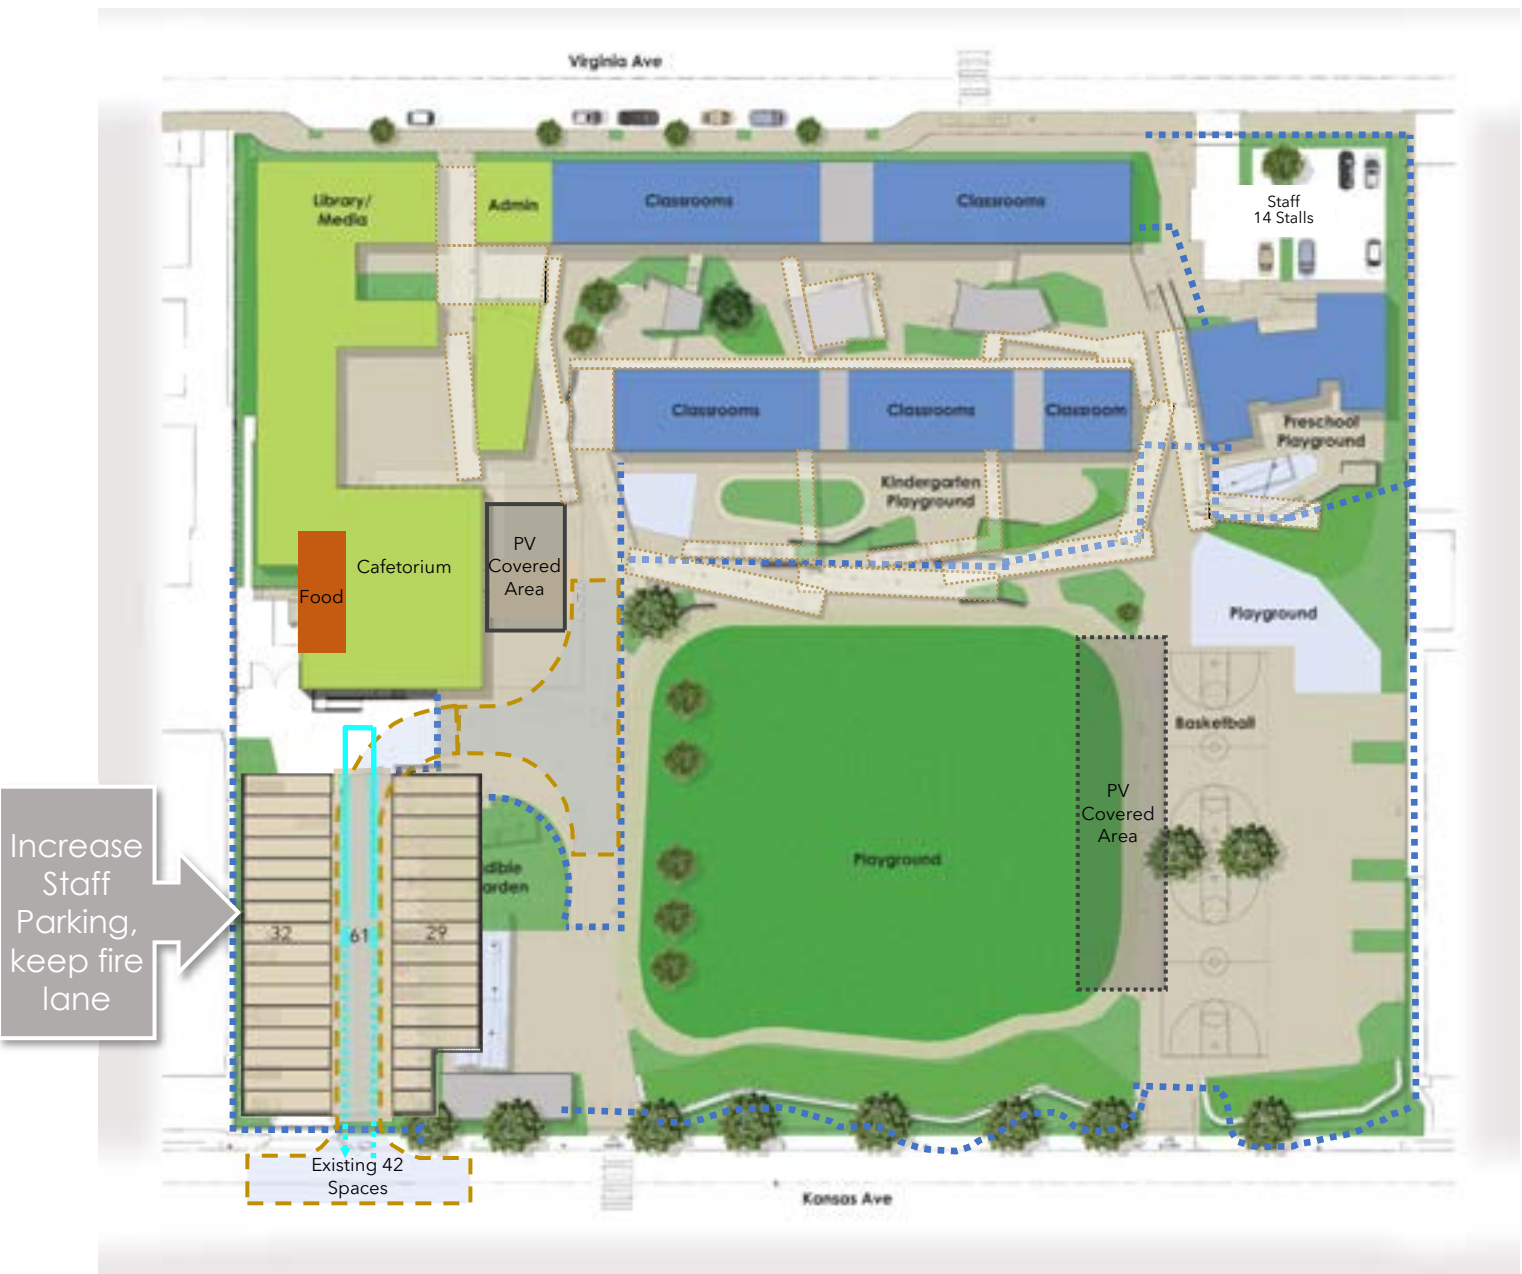 Virginia Ave
Library/
Media
Admin
Classrooms
Classrooms
Staff
14 Stalls
Classrooms
Classrooms
Classroom
Preschool
Playground
Kindergarten
Playground
PV
Covered
Area
Cafetorium
Food
Playground
Basketball
PV
Covered
Area
Playground
dible
arden
Increase
Staff
Parking,
keep fire
lane
32
61
29
Existing 42
Spaces
Kansas Ave